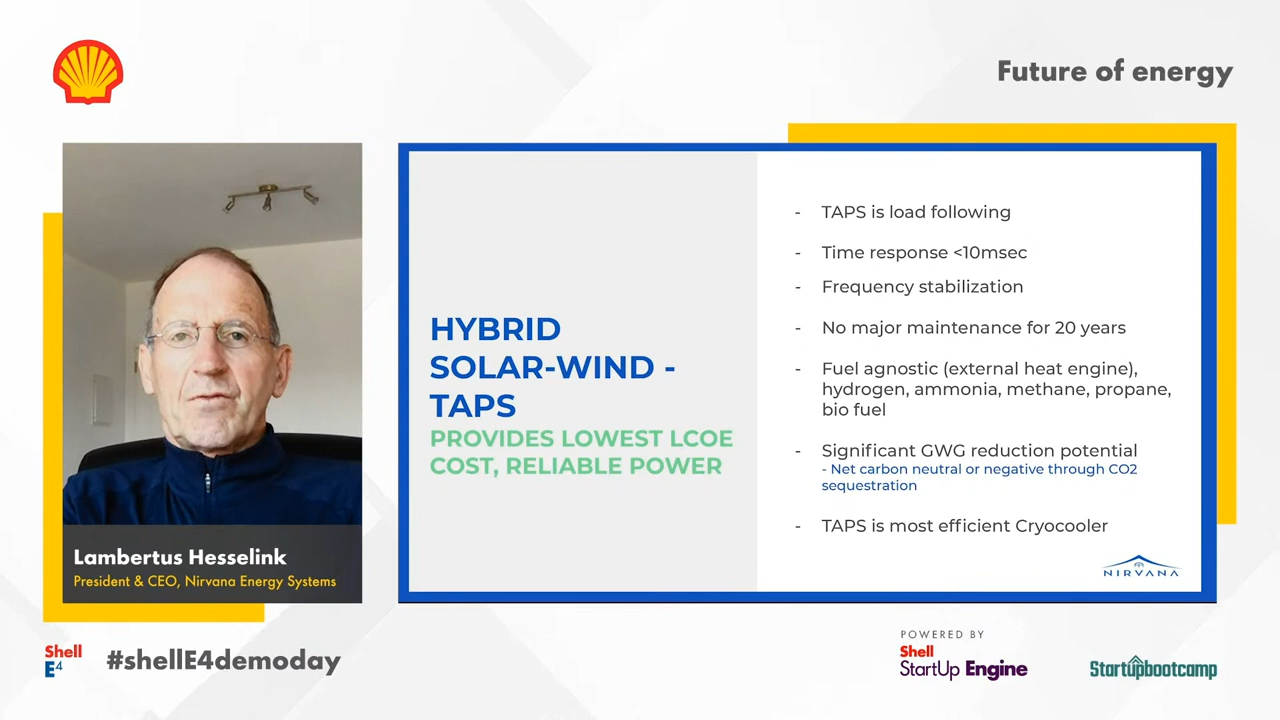 Future of energy
HYBRID
SOLAR-WIND -
TAPS
PROVIDES LOWEST LCOE
COST, RELIABLE POWER
- TAPS is load following
- Time response <10msec
- Frequency stabilization
- No major maintenance for 20 years
- Fuel agnostic (external heat engine),
hydrogen, ammonia, methane, propane,
bio fuel
- Significant GWG reduction potential
- Net carbon neutral or negative through CO2
sequestration
- TAPS is most efficient Cryocooler
NIRVANA
Lambertus Hesselink
President & CEO, Nirvana Energy Systems
Shell
E4
#shellE4demoday
POWERED BY
Shell
StartUp Engine
Startupbootcamp